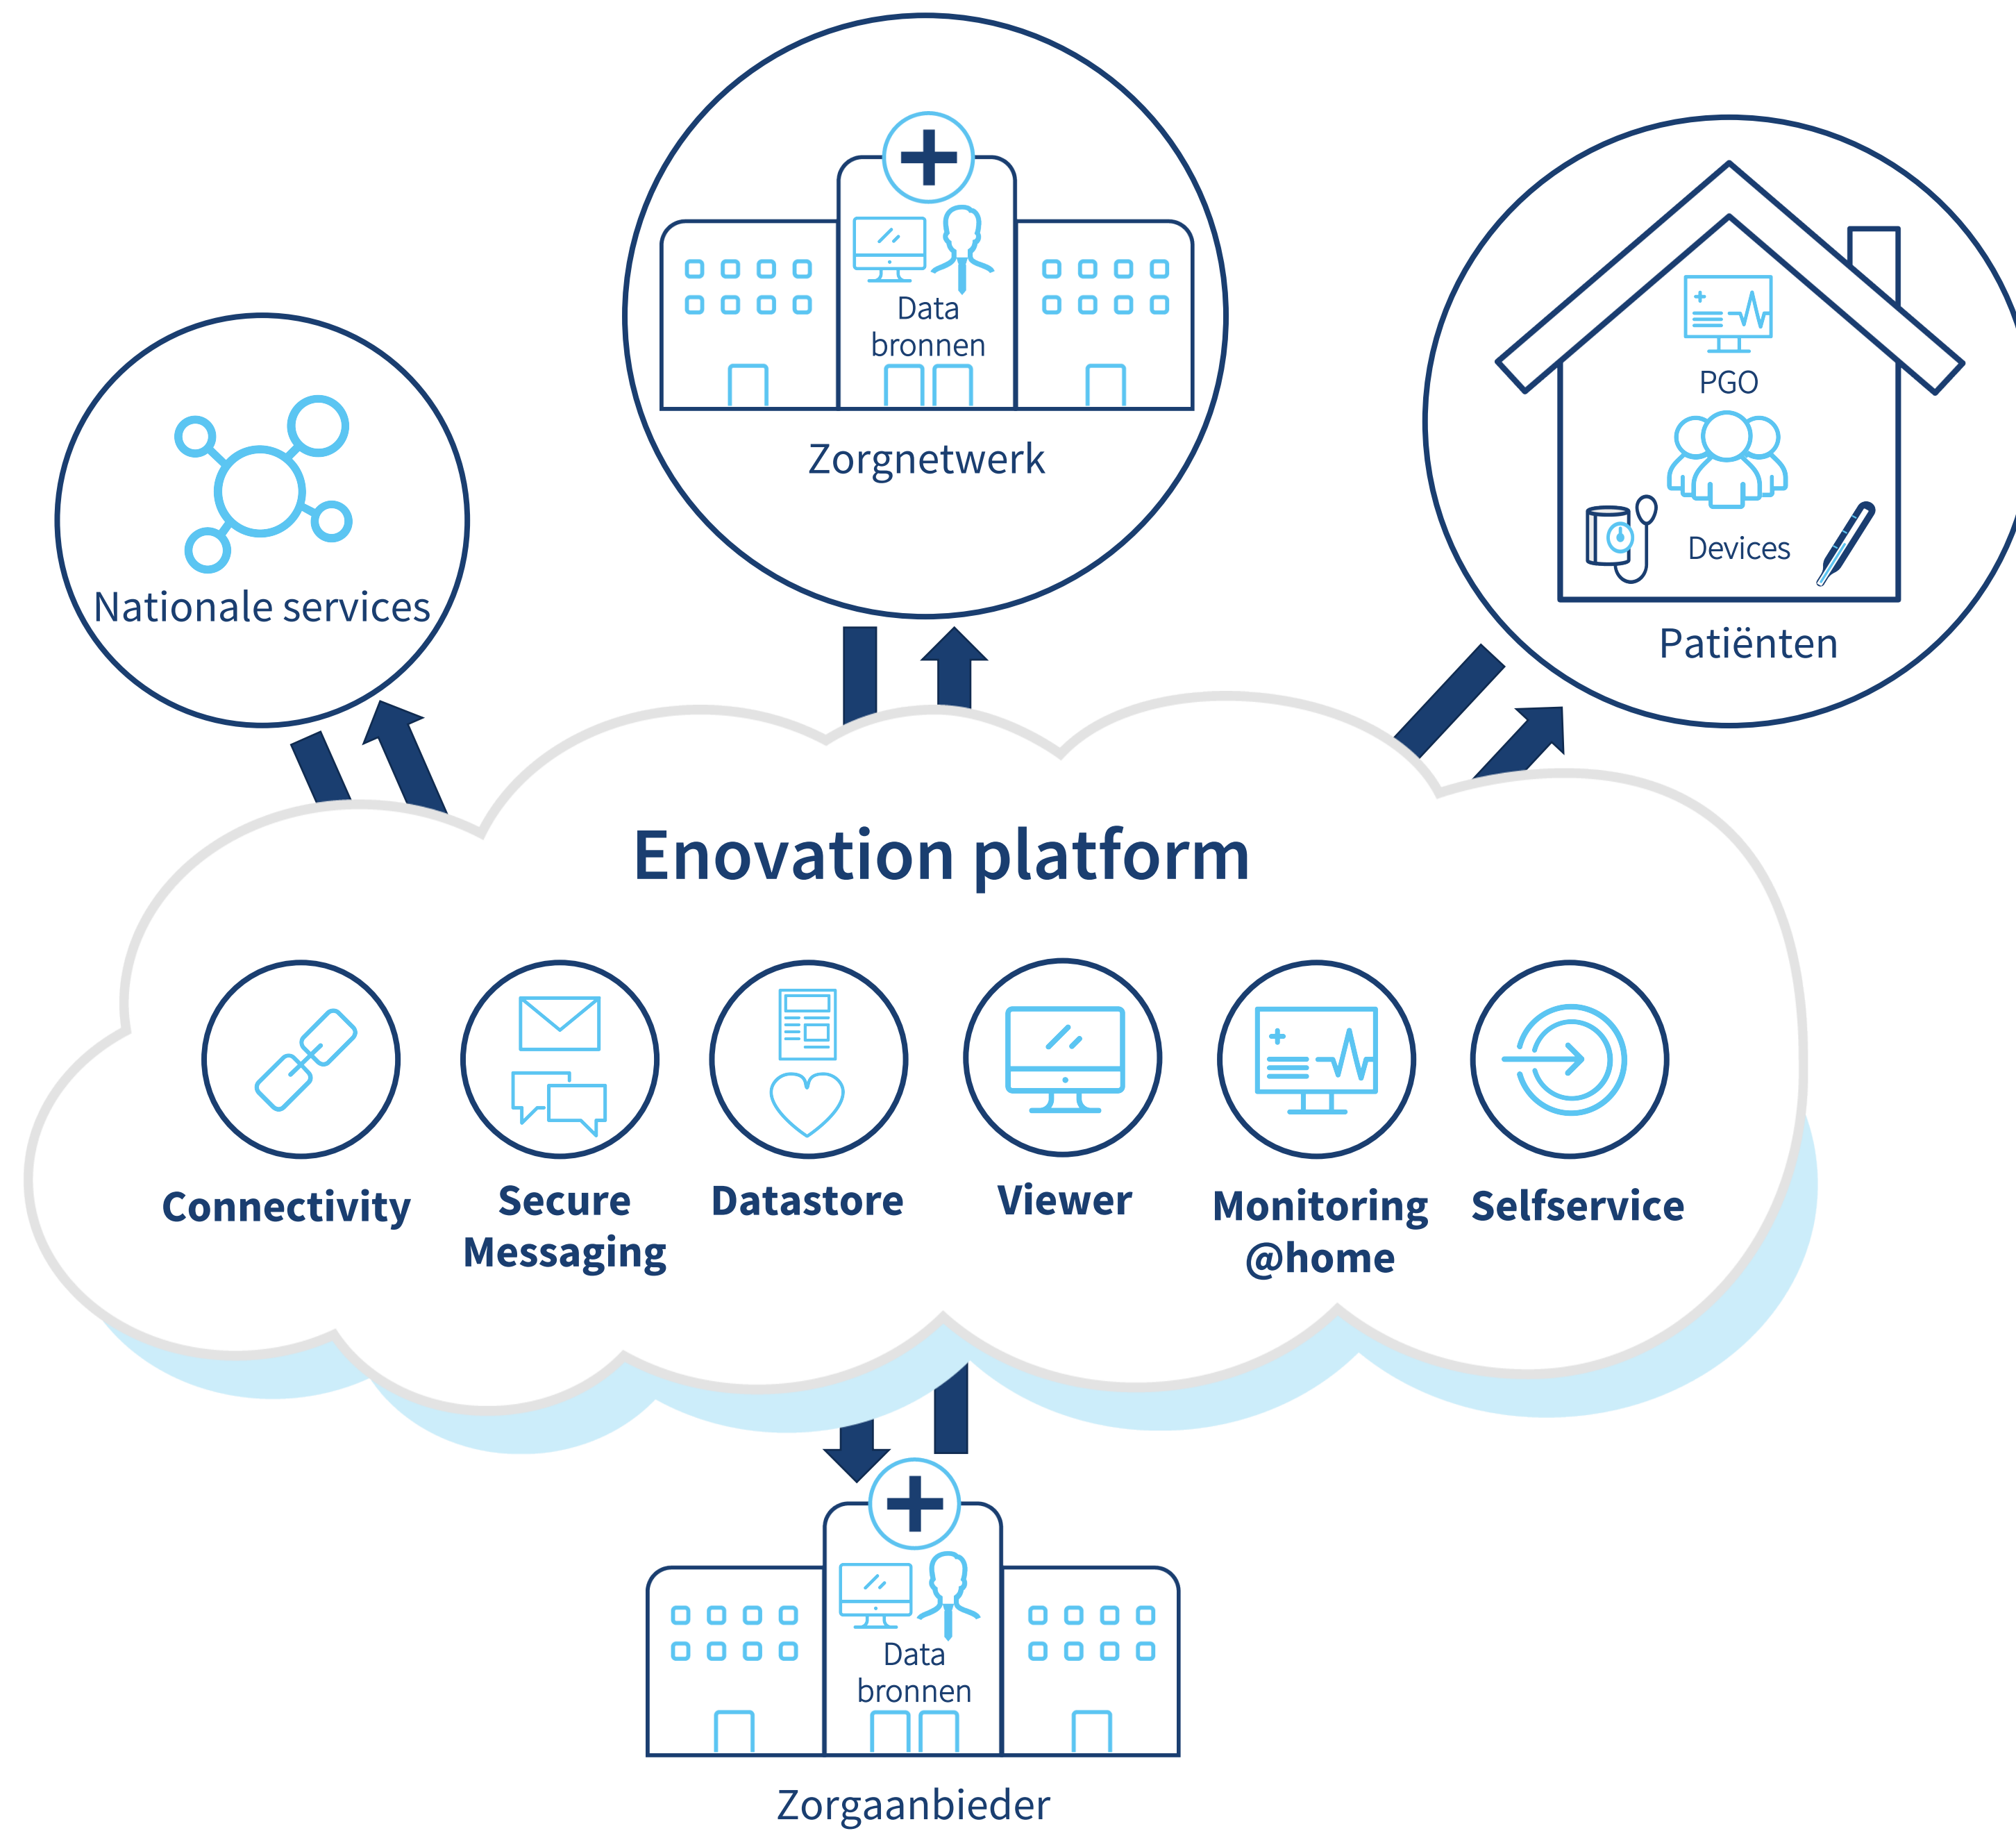 Data
bronnen
Zorgnetwerk
PGO
Devices
Patiënten
Nationale services
Enovation platform
Connectivity
Secure
Messaging
Datastore
Viewer
Monitoring
@home
Selfservice
Data
bronnen
Zorgaanbieder